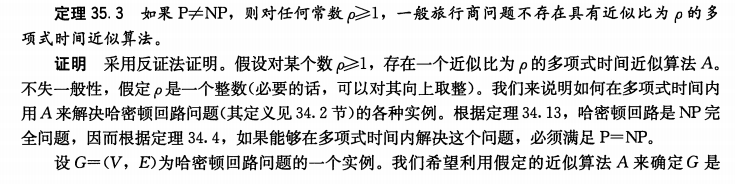 定理 35.3 如果 P≠NP，则对任何常数 ρ≥1，一般旅行商问题不存在具有近似比为 ρ 的多
项式时间近似算法。
证明 采用反证法证明。假设对某个数 ρ≥1，存在一个近似比为 ρ 的多项式时间近似算法 A。
不失一般性，假定 ρ 是一个整数(必要的话，可以对其向上取整)。我们来说明如何在多项式时间内
用 A 来解决哈密顿回路问题(其定义见 34.2 节)的各种实例。根据定理 34.13，哈密顿回路是 NP 完
全问题，因而根据定理 34.4，如果能够在多项式时间内解决这个问题，必须满足 P=NP。
设 G=(V，E)为哈密顿回路问题的一个实例。我们希望利用假定的近似算法 A 来确定 G 是